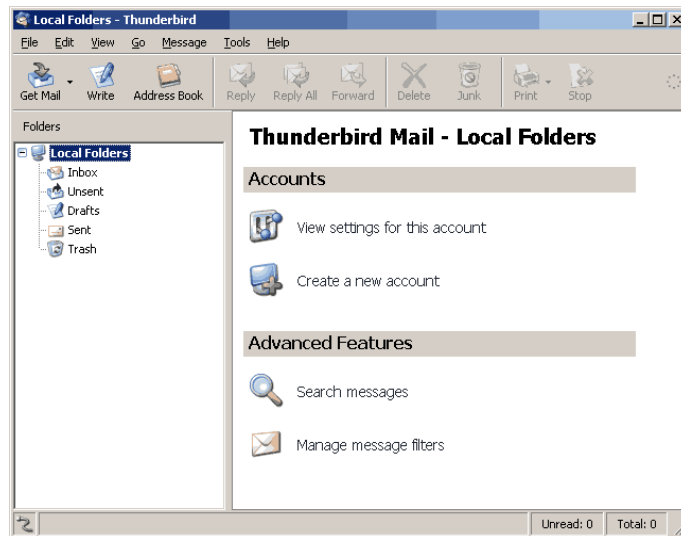 Local Folders - Thunderbird
File Edit View Go Message Tools Help
Get Mail Write Address Book Reply Reply All Forward Delete Junk Print Stop
Folders
Local Folders
Inbox
Unsent
Drafts
Sent
Trash
Thunderbird Mail - Local Folders
Accounts
View settings for this account
Create a new account
Advanced Features
Search messages
Manage message filters
Unread: 0 Total: 0